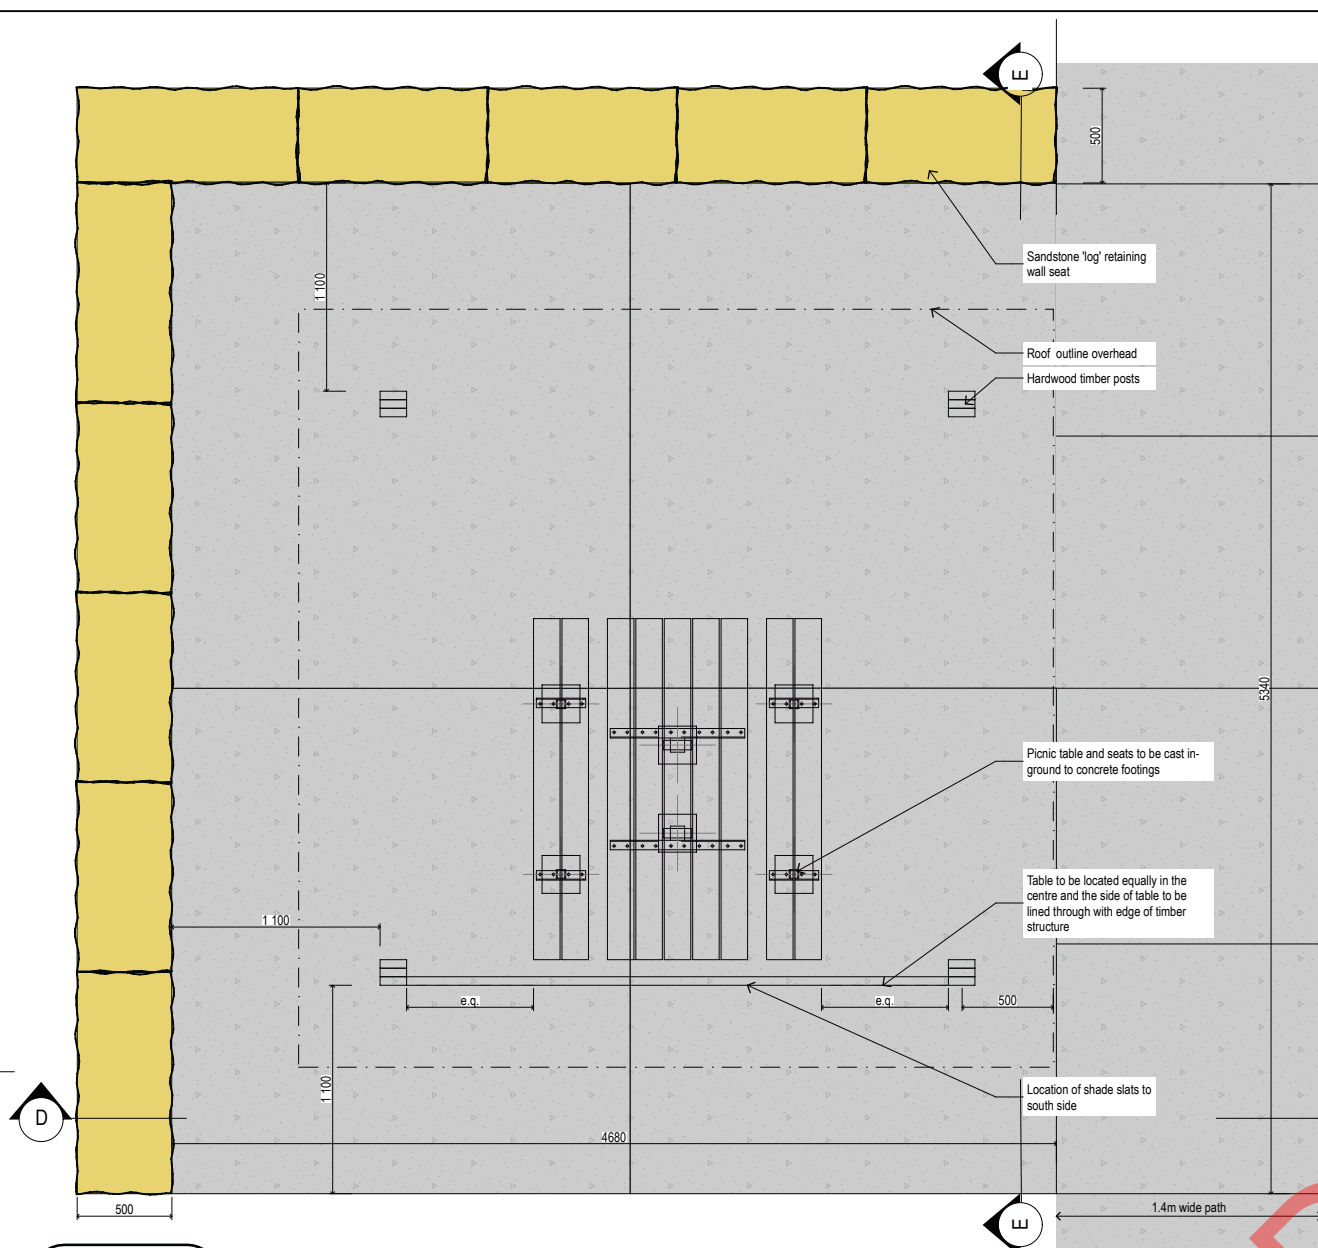 E
500
Sandstone 'log' retaining
wall seat
1 100
Roof outline overhead
Hardwood timber posts
5340
Picnic table and seats to be cast in-
ground to concrete footings
Table to be located equally in the
centre and the side of table to be
lined through with edge of timber
structure
1 100
e.q.
e.q.
500
1 100
Location of shade slats to
south side
D
4680
500
1.4m wide path
E